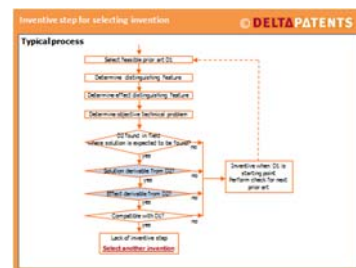 Inventive step for selecting invention
© DELTAPATENTS
Typical process
Select feasible prior art D1
Determine distinguishing feature
Determine effect distinguishing feature
Determine objective technical problem
D2 found in field
where solution is expected to be found?
no
yes
Solution derivable from D2?
no
yes
Effect derivable from D2?
no
yes
Compatible with D1?
no
yes
Inventive when D1 is
starting point
Perform check for next
prior art
Lack of inventive step
Select another invention